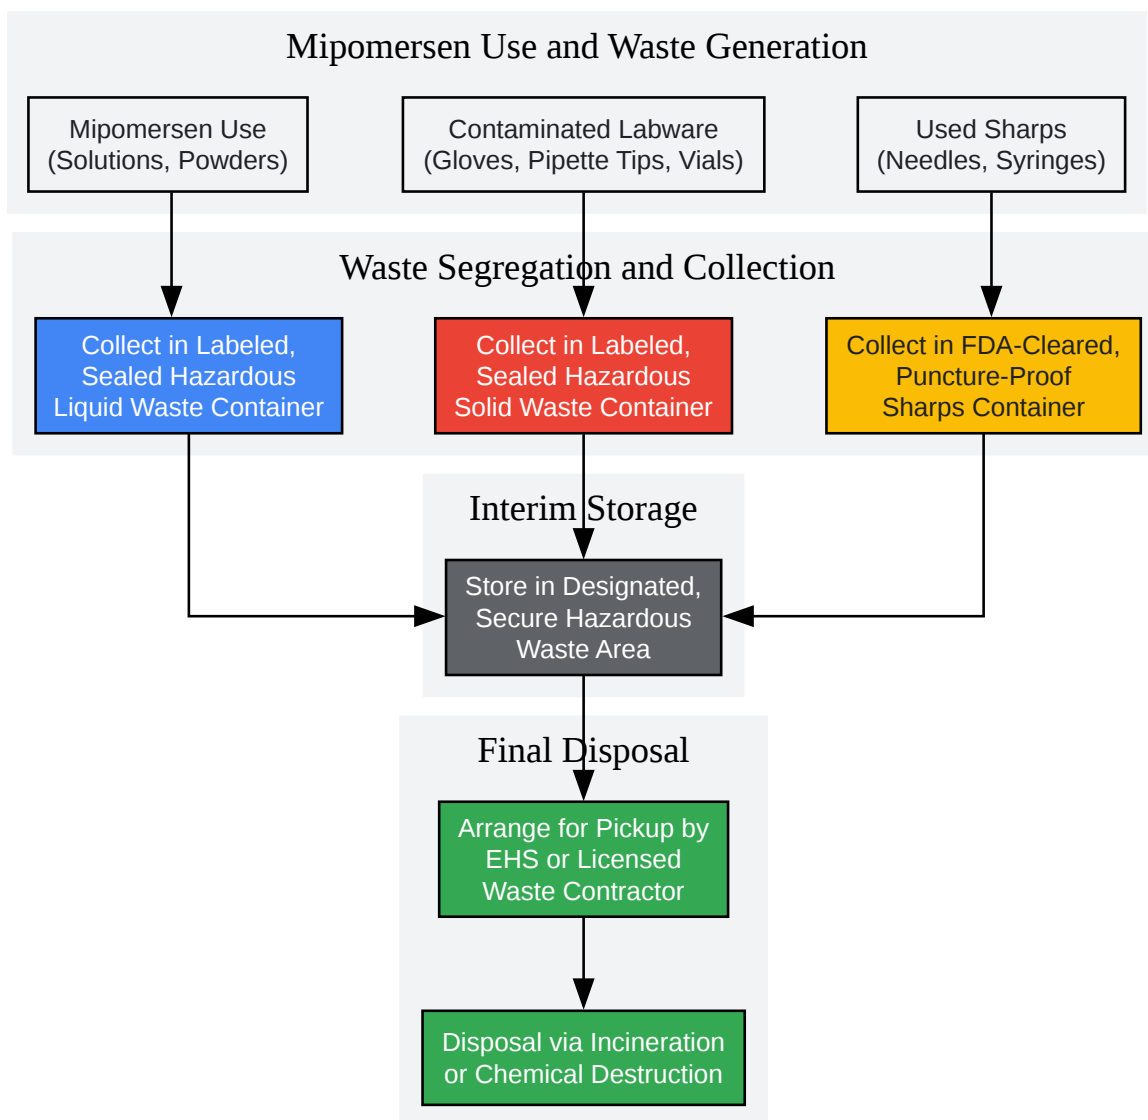 Mipomersen Use and Waste Generation
Mipomersen Use
(Solutions, Powders)
Contaminated Labware
(Gloves, Pipette Tips, Vials)
Used Sharps
(Needles, Syringes)
Waste Segregation and Collection
Collect in Labeled,
Sealed Hazardous
Liquid Waste Container
Collect in Labeled,
Sealed Hazardous
Solid Waste Container
Collect in FDA-Cleared,
Puncture-Proof
Sharps Container
Interim Storage
Store in Designated,
Secure Hazardous
Waste Area
Final Disposal
Arrange for Pickup by
EHS or Licensed
Waste Contractor
Disposal via Incineration
or Chemical Destruction